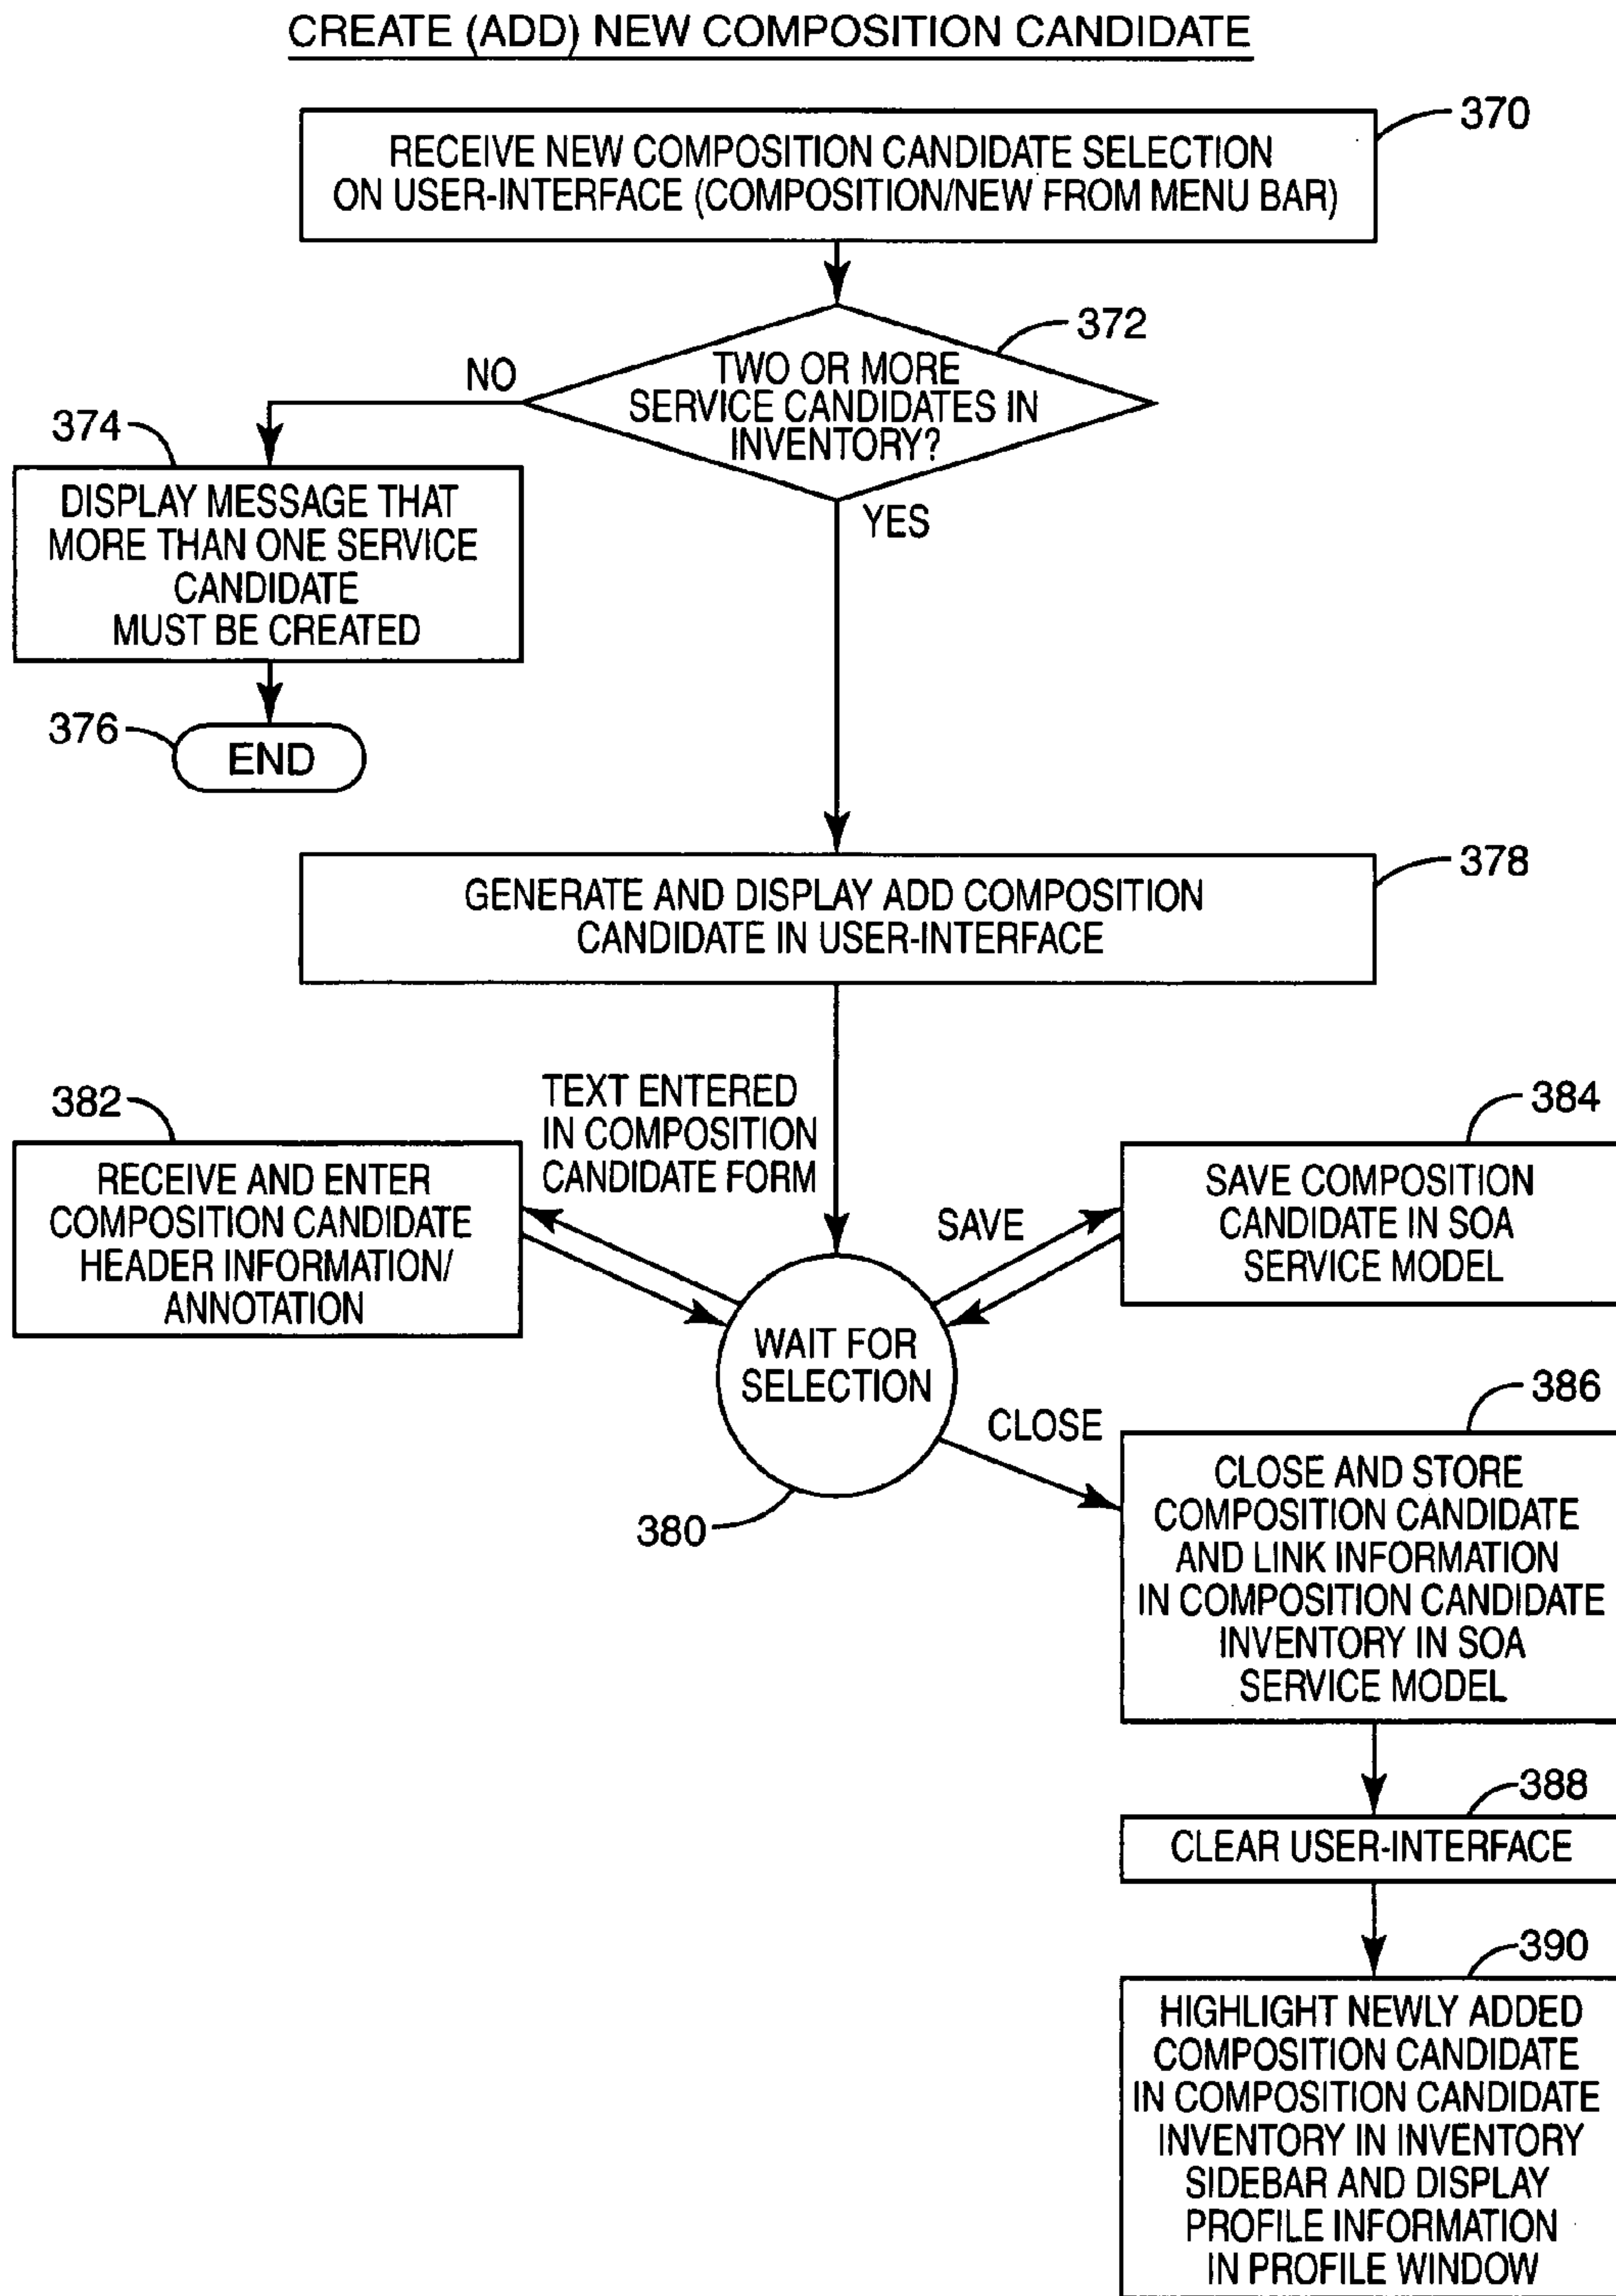 CREATE (ADD) NEW COMPOSITION CANDIDATE
370
RECEIVE NEW COMPOSITION CANDIDATE SELECTION
ON USER-INTERFACE (COMPOSITION/NEW FROM MENU BAR)
372
TWO OR MORE
SERVICE CANDIDATES IN
INVENTORY?
NO
YES
374
DISPLAY MESSAGE THAT
MORE THAN ONE SERVICE
CANDIDATE
MUST BE CREATED
376
END
378
GENERATE AND DISPLAY ADD COMPOSITION
CANDIDATE IN USER-INTERFACE
TEXT ENTERED
IN COMPOSITION
CANDIDATE FORM
382
RECEIVE AND ENTER
COMPOSITION CANDIDATE
HEADER INFORMATION/
ANNOTATION
384
SAVE COMPOSITION
CANDIDATE IN SOA
SERVICE MODEL
SAVE
WAIT FOR
SELECTION
380
CLOSE
386
CLOSE AND STORE
COMPOSITION CANDIDATE
AND LINK INFORMATION
IN COMPOSITION CANDIDATE
INVENTORY IN SOA
SERVICE MODEL
388
CLEAR USER-INTERFACE
390
HIGHLIGHT NEWLY ADDED
COMPOSITION CANDIDATE
IN COMPOSITION CANDIDATE
INVENTORY IN INVENTORY
SIDEBAR AND DISPLAY
PROFILE INFORMATION
IN PROFILE WINDOW